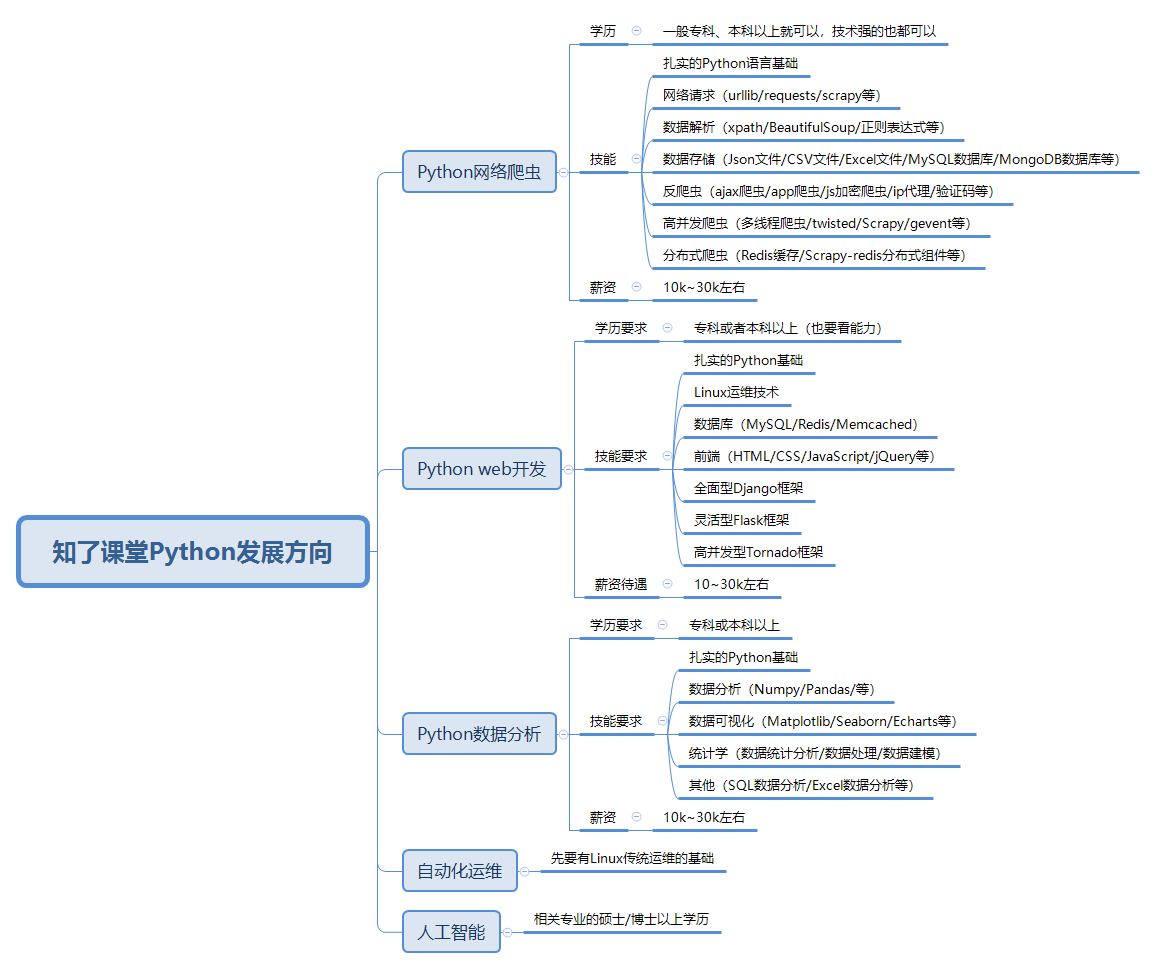 知了课堂Python发展方向
Python网络爬虫
学历
一般专科、本科以上就可以，技术强的也都可以
技能
扎实的Python语言基础
网络请求（urllib/requests/scrapy等）
数据解析（xpath/BeautifulSoup/正则表达式等）
数据存储（Json文件/CSV文件/Excel文件/MySQL数据库/MongoDB数据库等）
反爬虫（ajax爬虫/app爬虫/js加密爬虫/ip代理/验证码等）
高并发爬虫（多线程爬虫/twisted/Scrapy/gevent等）
分布式爬虫（Redis缓存/Scrapy-redis分布式组件等）
薪资
10k~30k左右
Python web开发
学历要求
专科或者本科以上（也要看能力）
技能要求
扎实的Python基础
Linux运维技术
数据库（MySQL/Redis/Memcached）
前端（HTML/CSS/JavaScript/jQuery等）
全面型Django框架
灵活型Flask框架
高并发型Tornado框架
薪资待遇
10~30k左右
Python数据分析
学历要求
专科或本科以上
技能要求
扎实的Python基础
数据分析（Numpy/Pandas/等）
数据可视化（Matplotlib/Seaborn/Echarts等）
统计学（数据统计分析/数据处理/数据建模）
其他（SQL数据分析/Excel数据分析等）
薪资
10k~30k左右
自动化运维
先要有Linux传统运维的基础
人工智能
相关专业的硕士/博士以上学历